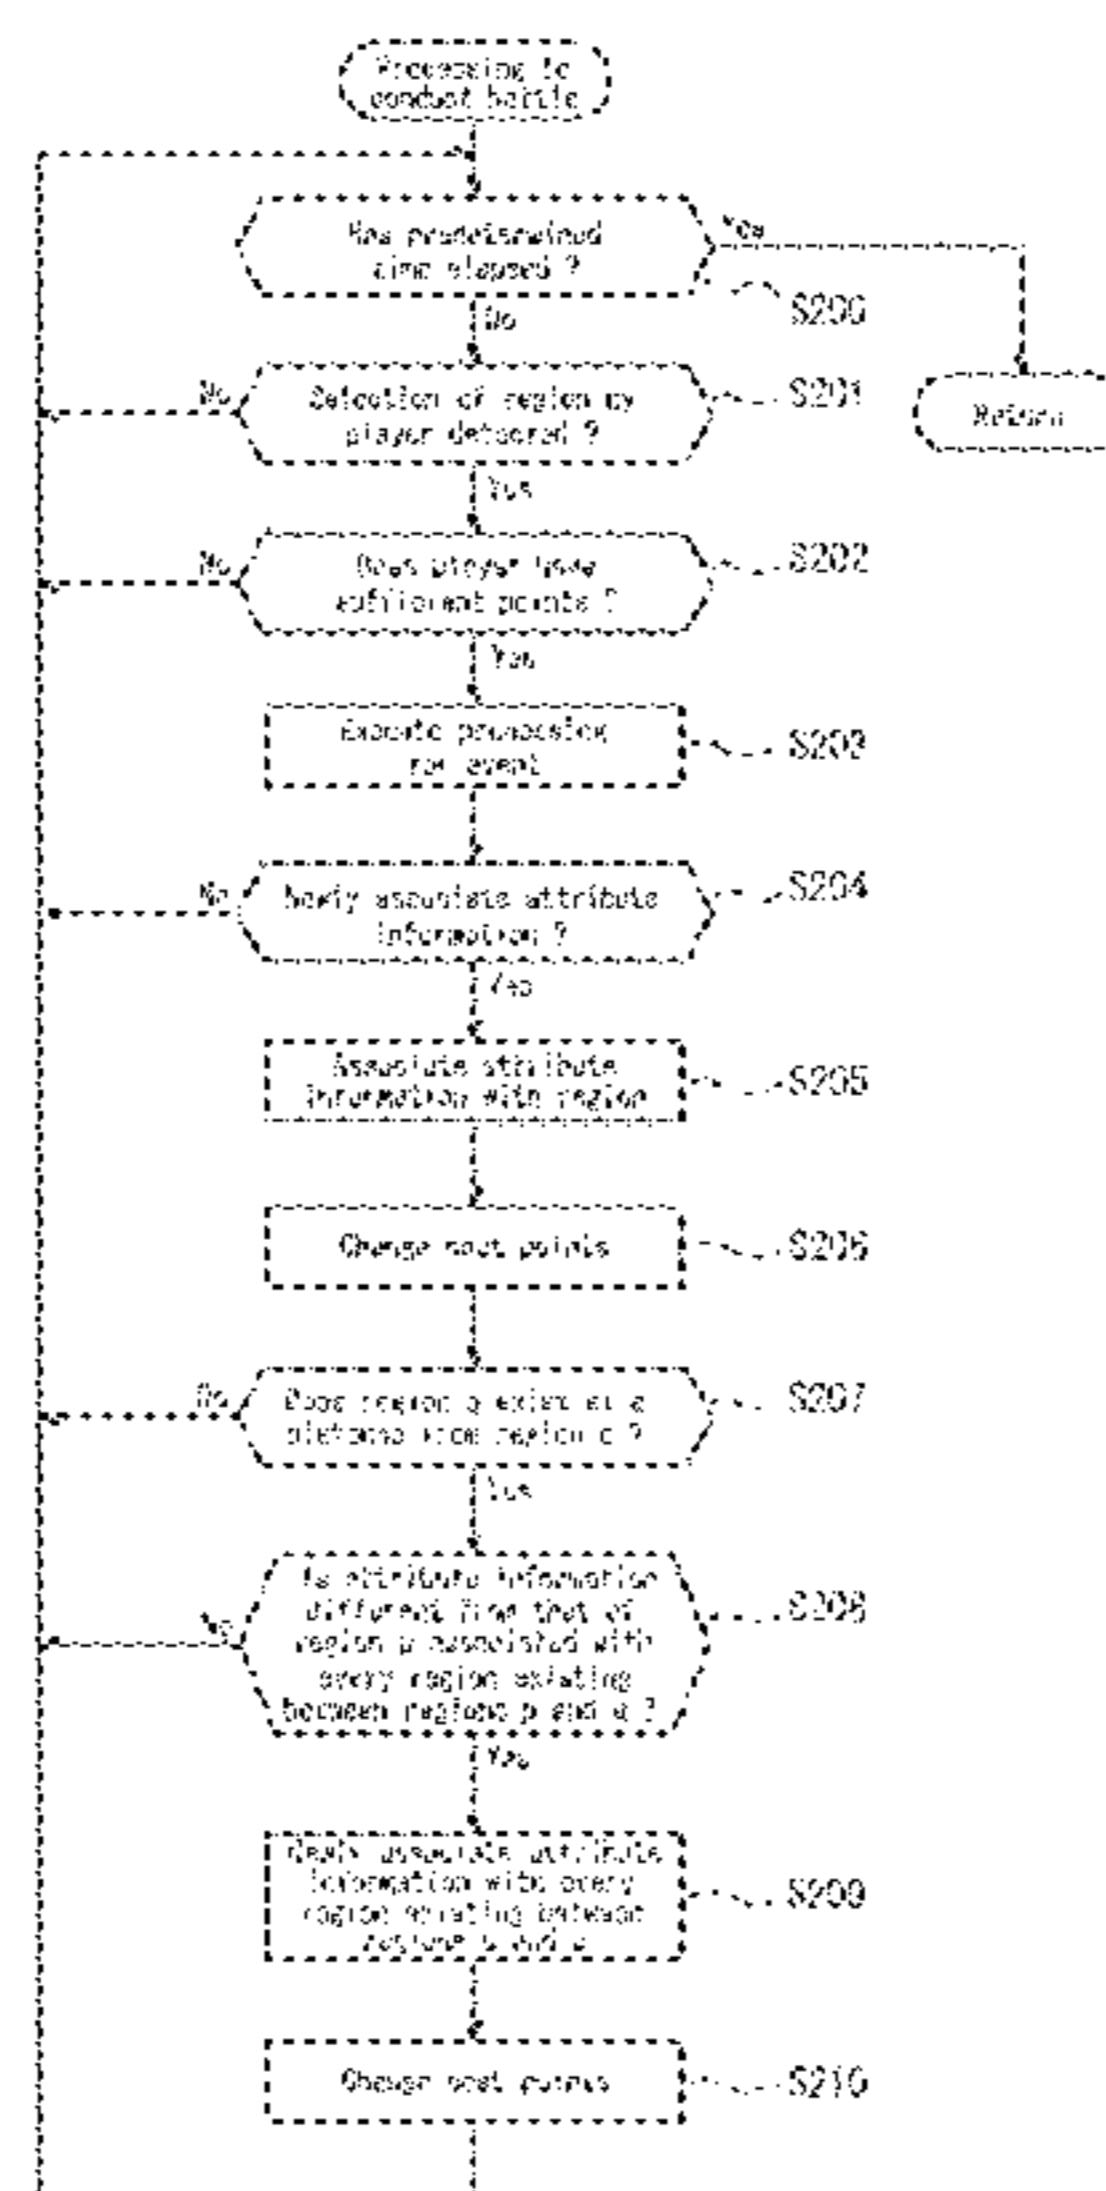 Processing to
conduct battle
Has predetermined
time elapsed ?
Yes
S200
No
Selection of region by
player detected ?
S201
No
Return
Yes
Does player have
sufficient points ?
S202
No
Yes
Execute processing
for event
S203
Newly associate attribute
information ?
S204
No
Yes
Associate attribute
information with region
S205
Change cost points
S206
Does region exist at a
distance from region ?
S207
No
Yes
Is attribute information
different from that of
region p associated with
every region existing
between regions p and ?
S208
No
Yes
Newly associate attribute
information with every
region existing between
regions and
S209
Change cost points
S210